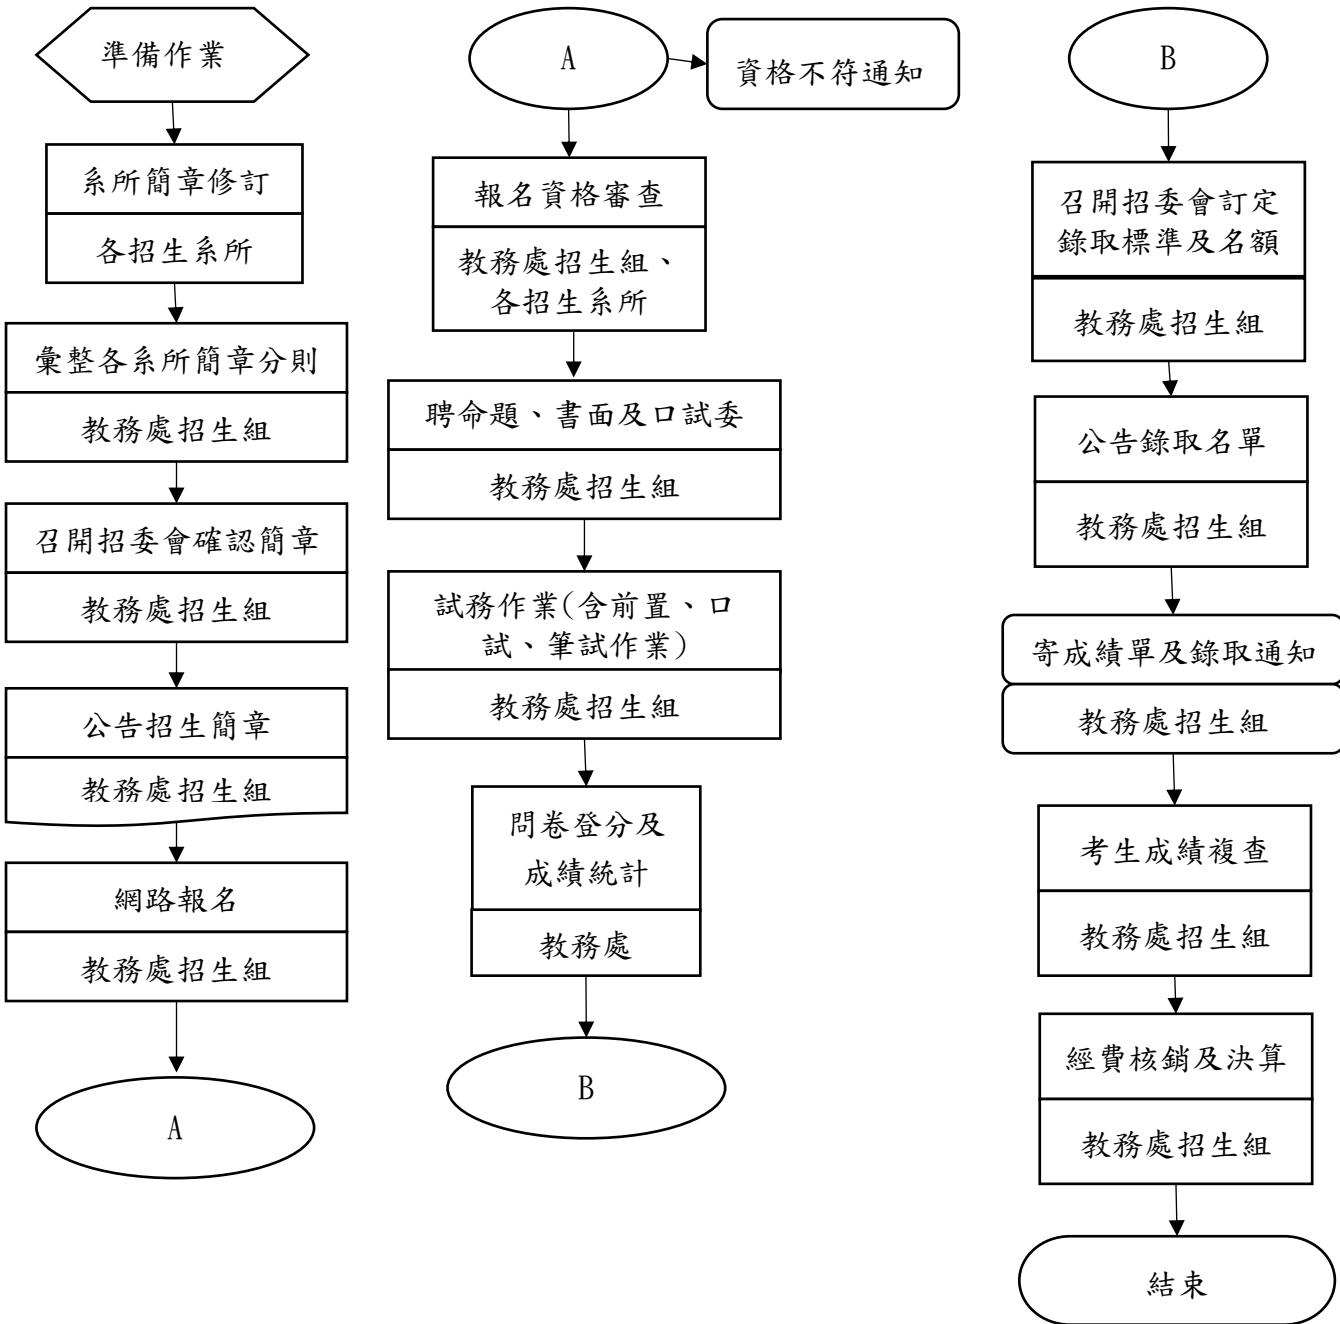 準備作業
系所簡章修訂
各招生系所
彙整各系所簡章分則
教務處招生組
召開招委會確認簡章
教務處招生組
公告招生簡章
教務處招生組
網路報名
教務處招生組
A
A
資格不符通知
報名資格審查
教務處招生組、
各招生系所
聘命題、書面及口試委
教務處招生組
試務作業(含前置、口
試、筆試作業)
教務處招生組
問卷登分及
成績統計
教務處
B
B
召開招委會訂定
錄取標準及名額
教務處招生組
公告錄取名單
教務處招生組
寄成績單及錄取通知
教務處招生組
考生成績複查
教務處招生組
經費核銷及決算
教務處招生組
結束